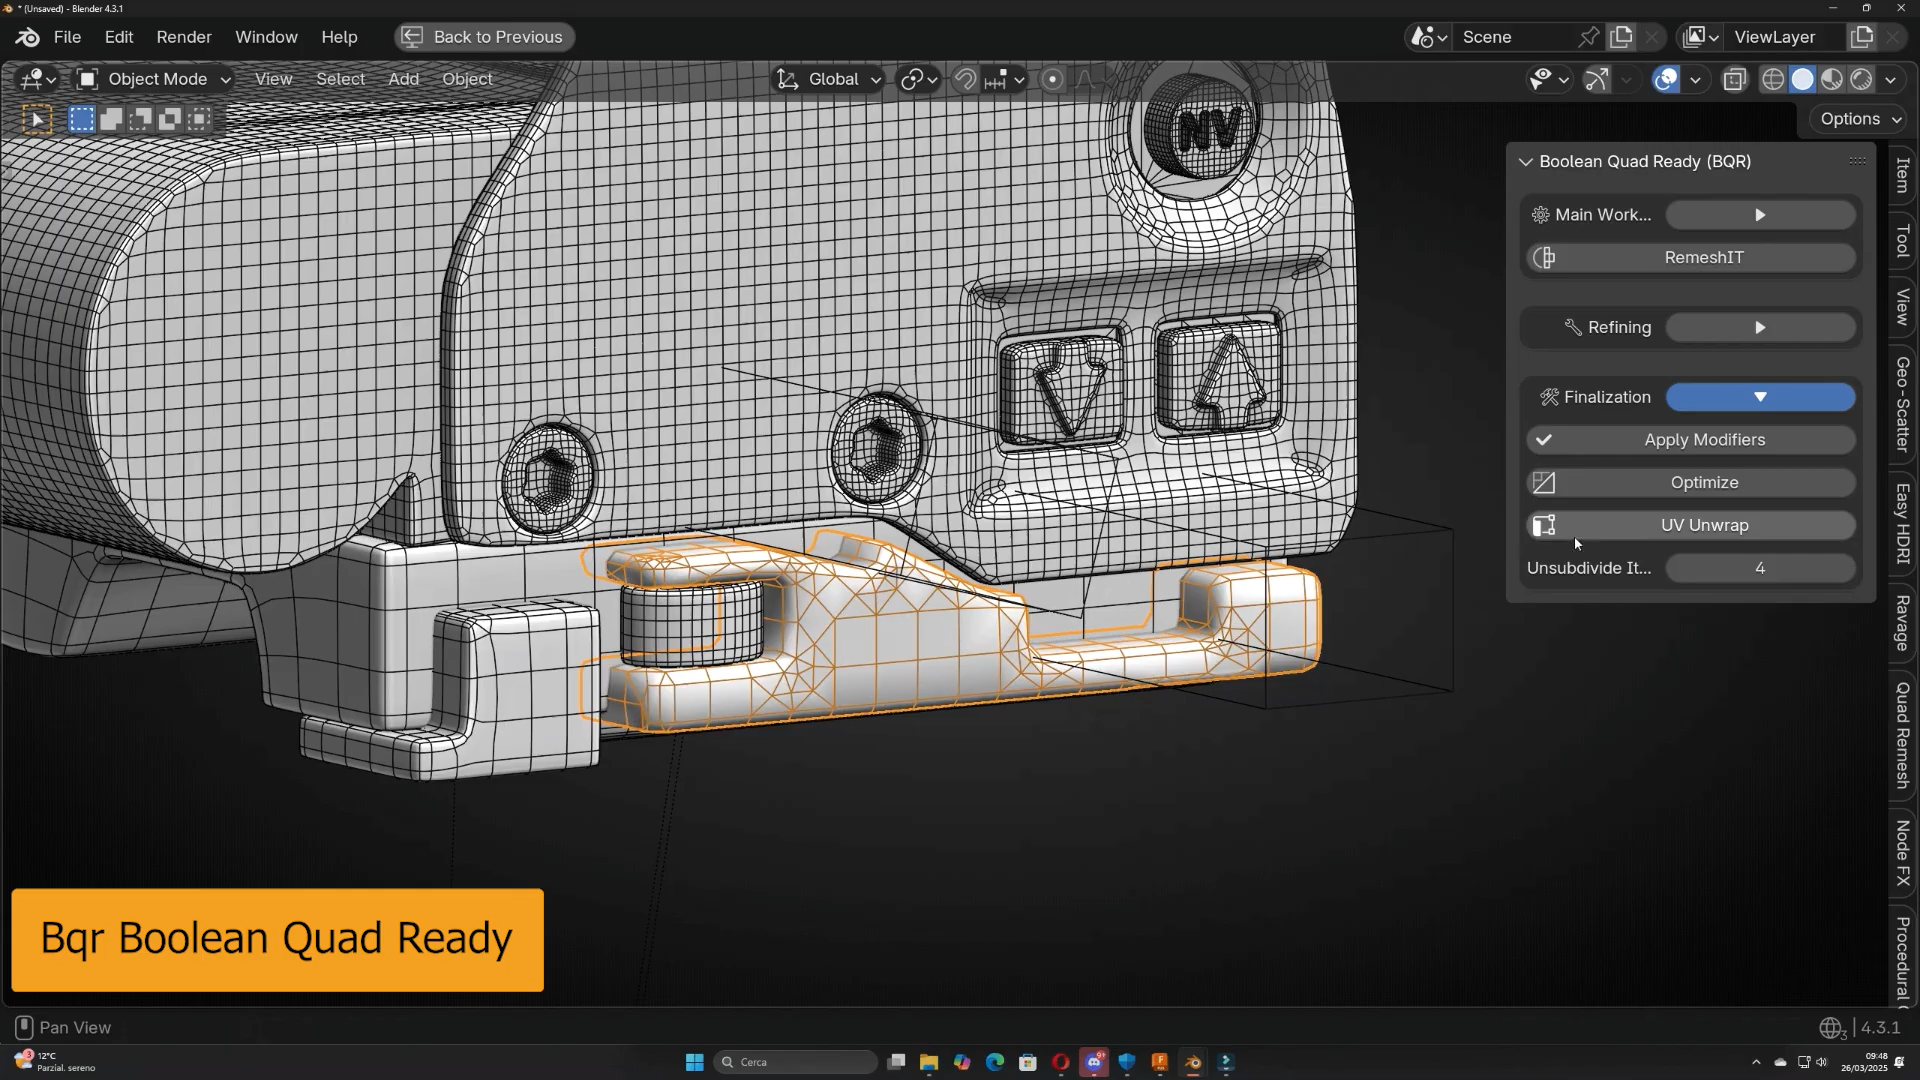 * (Unsaved) - Blender 4.3.1
File Edit Render Window Help Back to Previous Scene ViewLayer
Object Mode View Select Add Object Global
Options
NV
Boolean Quad Ready (BQR)
Main Work...
RemeshIT
Refining
Finalization
Apply Modifiers
Optimize
UV Unwrap
Unsubdivide It... 4
Item
Tool
View
Geo-Scatter
Easy HDRI
Ravage
Quad Remesh
Node FX
Procedural
Bqr Boolean Quad Ready
Pan View
3 4.3.1
12°C
Parzial. sereno
Cerca
09:48
26/03/2025